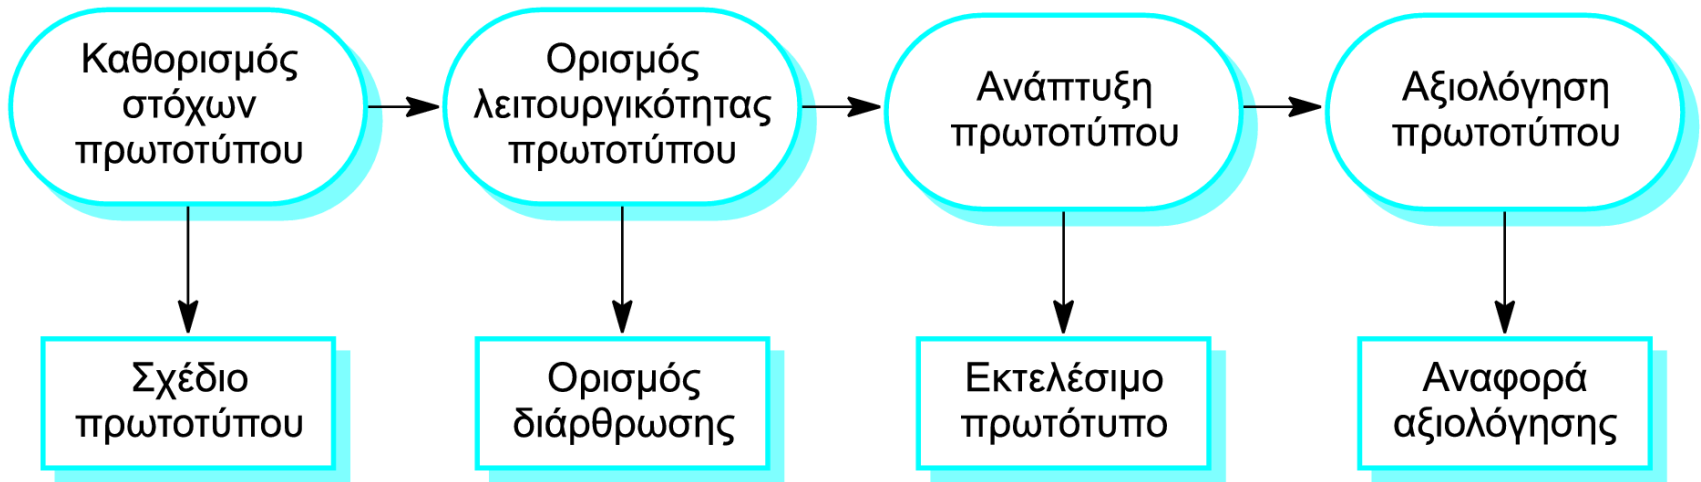 Καθορισμός
στόχων
πρωτοτύπου
Ορισμός
λειτουργικότητας
πρωτοτύπου
Ανάπτυξη
πρωτοτύπου
Αξιολόγηση
πρωτοτύπου
Σχέδιο
πρωτοτύπου
Ορισμός
διάρθρωσης
Εκτελέσιμο
πρωτότυπο
Αναφορά
αξιολόγησης